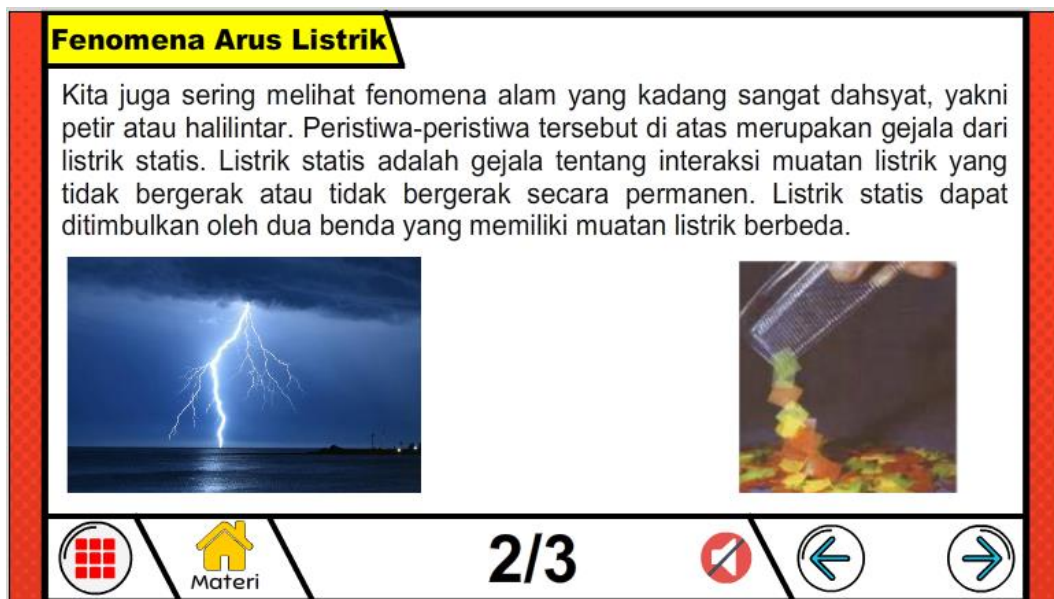 Fenomena Arus Listrik
Kita juga sering melihat fenomena alam yang kadang sangat dahsyat, yakni
petir atau halilintar. Peristiwa-peristiwa tersebut di atas merupakan gejala dari
listrik statis. Listrik statis adalah gejala tentang interaksi muatan listrik yang
tidak bergerak atau tidak bergerak secara permanen. Listrik statis dapat
ditimbulkan oleh dua benda yang memiliki muatan listrik berbeda.
Materi
2/3